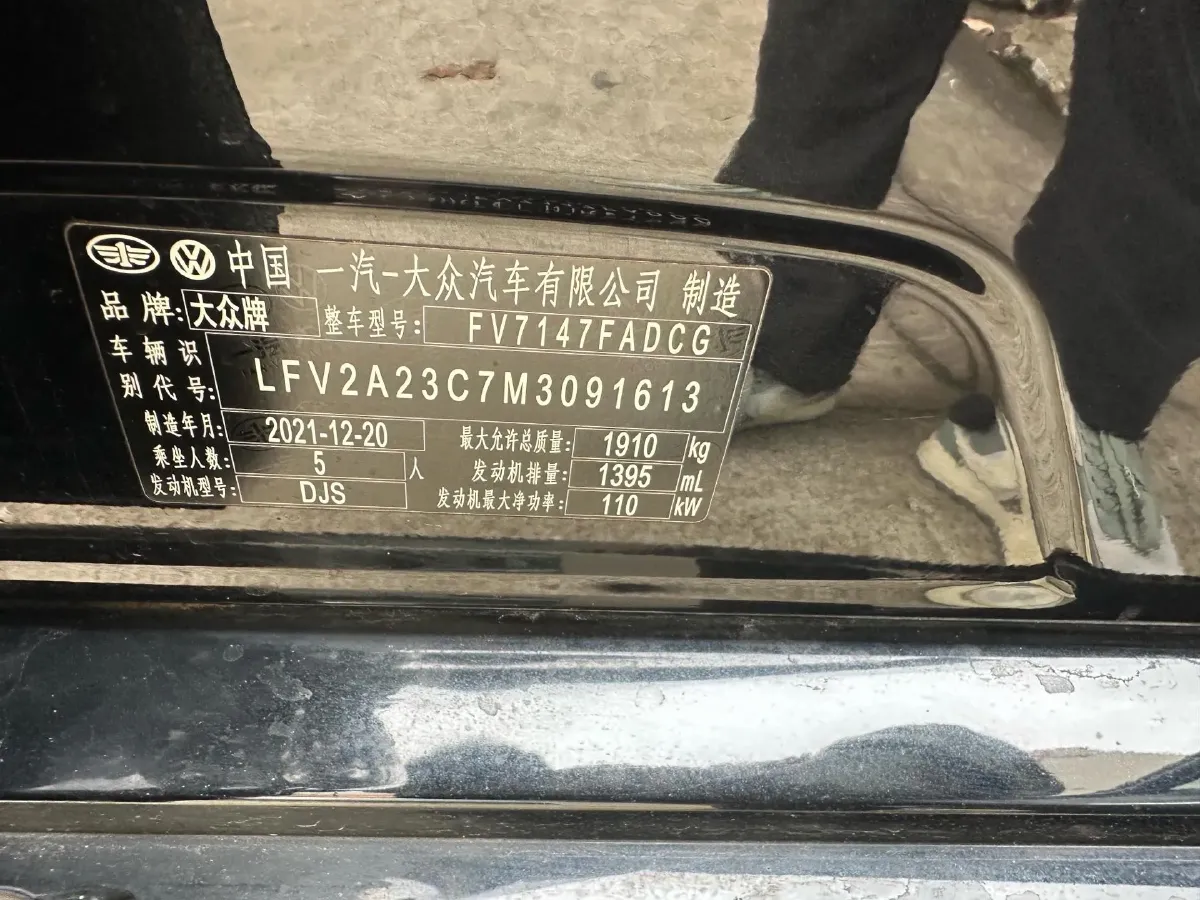 中国 一汽-大众汽车有限公司 制造
品牌: 大众牌 整车型号: FV7147FADCG
车辆识别代号: LFV2A23C7M3091613
制造年月: 2021-12-20 最大允许总质量: 1910 kg
乘坐人数: 5 人 发动机排量: 1395 mL
发动机型号: DJS 发动机最大净功率: 110 kW